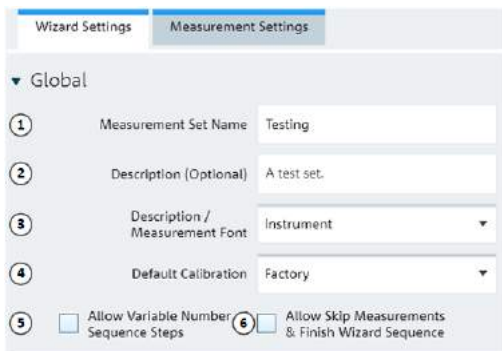 Wizard Settings
Measurement Settings
Global
1 Measurement Set Name Testing
2 Description (Optional) A test set.
3 Description /
Measurement Font Instrument
4 Default Calibration Factory
5 Allow Variable Number 6 Allow Skip Measurements
Sequence Steps & Finish Wizard Sequence